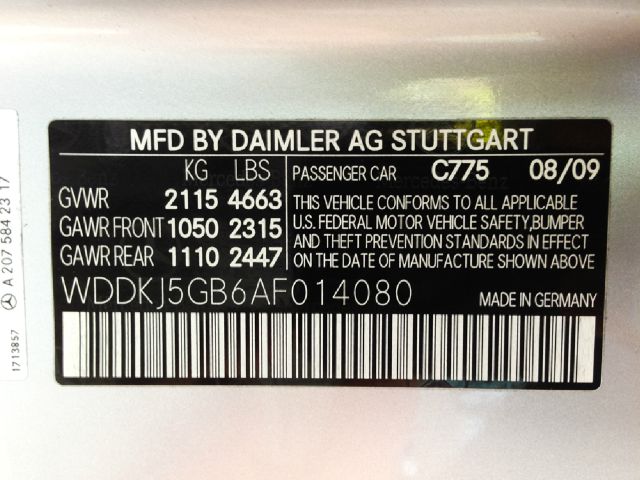 MFD BY DAIMLER AG STUTTGART
KG LBS
GVWR 2115 4663
GAWR FRONT 1050 2315
GAWR REAR 1110 2447
PASSENGER CAR C775 08/09
THIS VEHICLE CONFORMS TO ALL APPLICABLE
U.S. FEDERAL MOTOR VEHICLE SAFETY,BUMPER
AND THEFT PREVENTION STANDARDS IN EFFECT
ON THE DATE OF MANUFACTURE SHOWN ABOVE.
WDDKJ5GB6AF014080
MADE IN GERMANY
A 207 584 23 17
1713857